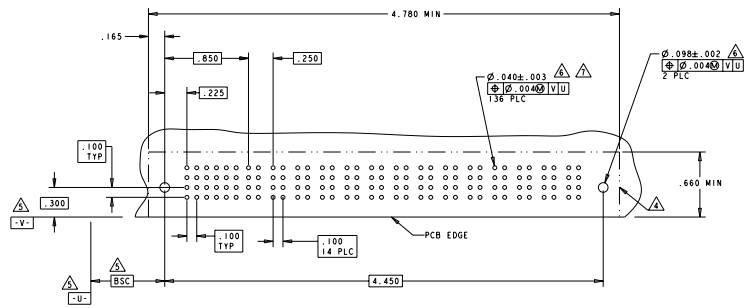 4.780 MIN
.165
.850
.250
.225
Ø.040±.003 6 7
⌖ Ø.004Ⓜ V U
136 PLC
Ø.098±.002 6
⌖ Ø.004Ⓜ V U
2 PLC
.100
TYP
.300
5
-V-
.660 MIN
4
.100
TYP
.100
14 PLC
PCB EDGE
5
BSC
4.450
5
-U-